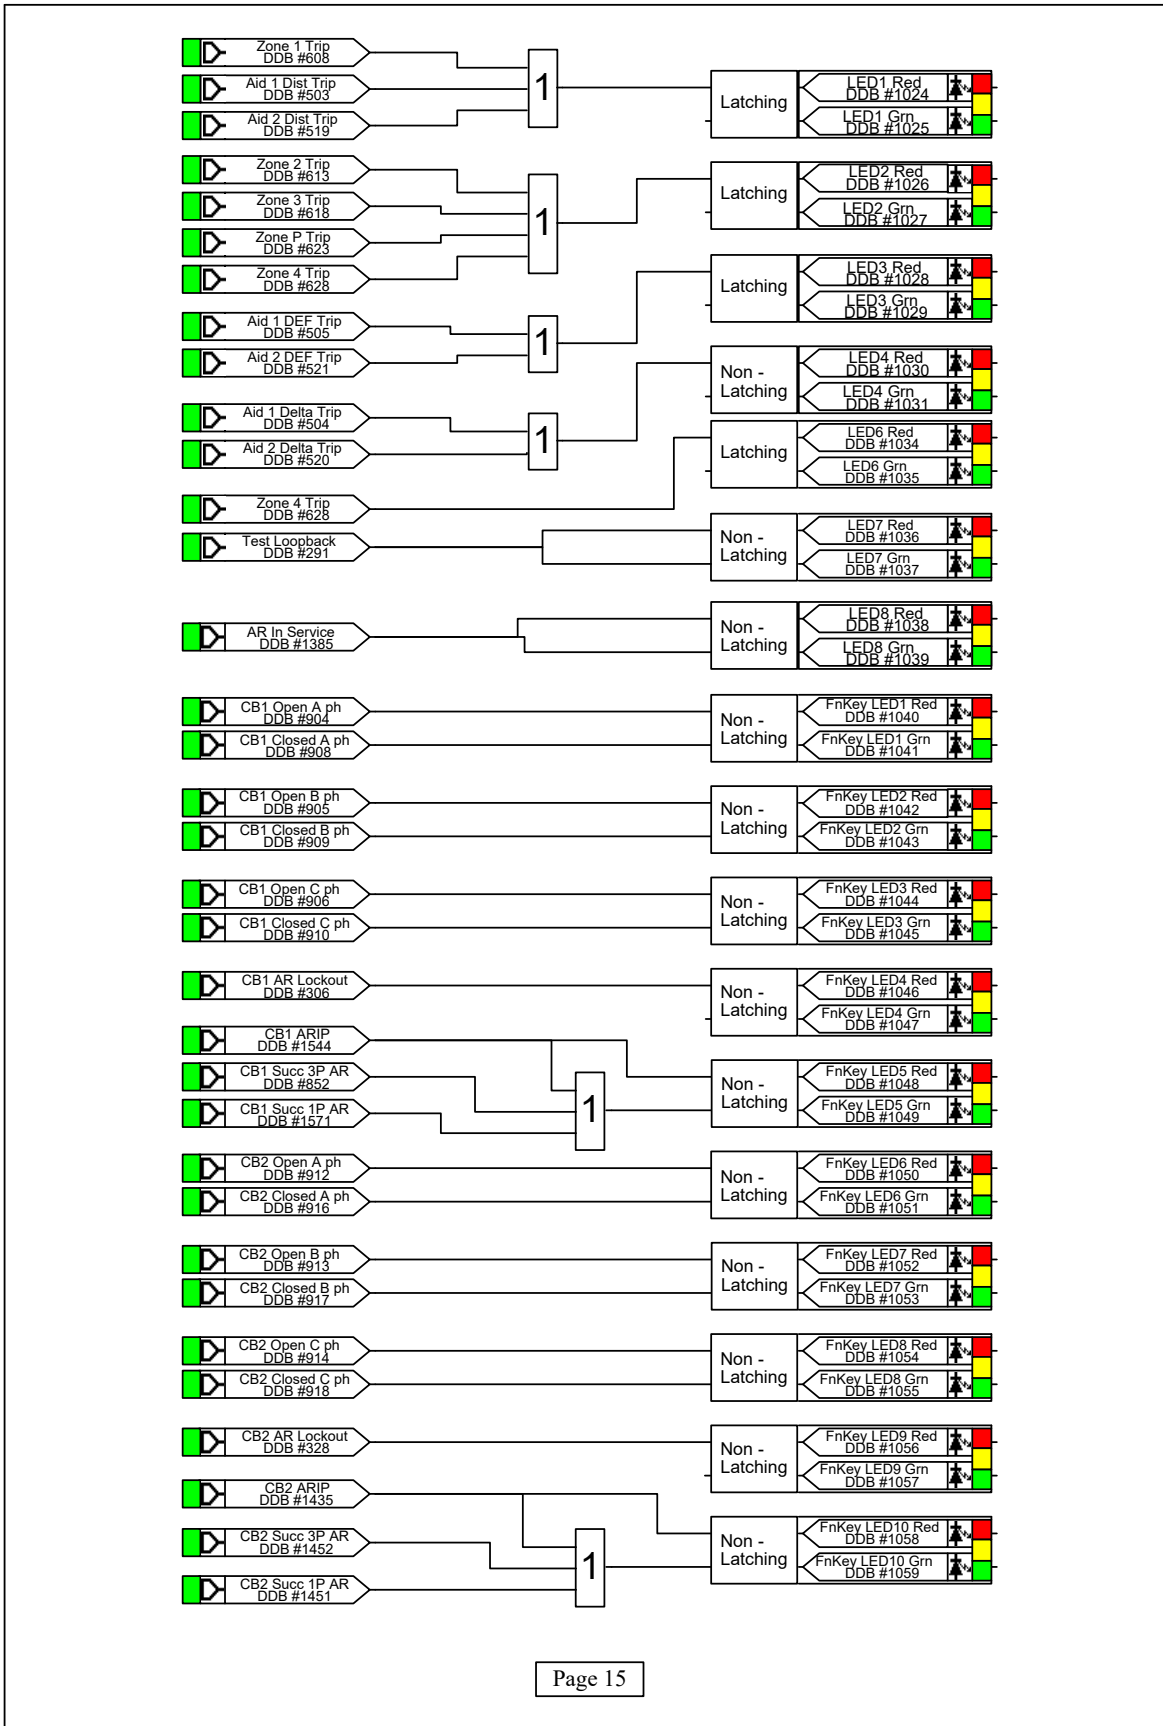 Zone 1 Trip
DDB #608
Aid 1 Dist Trip
DDB #503
Aid 2 Dist Trip
DDB #519
1
Latching
LED1 Red
DDB #1024
LED1 Grn
DDB #1025
Zone 2 Trip
DDB #613
Zone 3 Trip
DDB #618
Zone P Trip
DDB #623
Zone 4 Trip
DDB #628
1
Latching
LED2 Red
DDB #1026
LED2 Grn
DDB #1027
Aid 1 DEF Trip
DDB #505
Aid 2 DEF Trip
DDB #521
1
Latching
LED3 Red
DDB #1028
LED3 Grn
DDB #1029
Aid 1 Delta Trip
DDB #504
Aid 2 Delta Trip
DDB #520
1
Non -
Latching
LED4 Red
DDB #1030
LED4 Grn
DDB #1031
Zone 4 Trip
DDB #628
Latching
LED6 Red
DDB #1034
LED6 Grn
DDB #1035
Test Loopback
DDB #291
Non -
Latching
LED7 Red
DDB #1036
LED7 Grn
DDB #1037
AR In Service
DDB #1385
Non -
Latching
LED8 Red
DDB #1038
LED8 Grn
DDB #1039
CB1 Open A ph
DDB #904
CB1 Closed A ph
DDB #908
Non -
Latching
FnKey LED1 Red
DDB #1040
FnKey LED1 Grn
DDB #1041
CB1 Open B ph
DDB #905
CB1 Closed B ph
DDB #909
Non -
Latching
FnKey LED2 Red
DDB #1042
FnKey LED2 Grn
DDB #1043
CB1 Open C ph
DDB #906
CB1 Closed C ph
DDB #910
Non -
Latching
FnKey LED3 Red
DDB #1044
FnKey LED3 Grn
DDB #1045
CB1 AR Lockout
DDB #306
Non -
Latching
FnKey LED4 Red
DDB #1046
FnKey LED4 Grn
DDB #1047
CB1 ARIP
DDB #1544
CB1 Succ 3P AR
DDB #852
CB1 Succ 1P AR
DDB #1571
1
Non -
Latching
FnKey LED5 Red
DDB #1048
FnKey LED5 Grn
DDB #1049
CB2 Open A ph
DDB #912
CB2 Closed A ph
DDB #916
Non -
Latching
FnKey LED6 Red
DDB #1050
FnKey LED6 Grn
DDB #1051
CB2 Open B ph
DDB #913
CB2 Closed B ph
DDB #917
Non -
Latching
FnKey LED7 Red
DDB #1052
FnKey LED7 Grn
DDB #1053
CB2 Open C ph
DDB #914
CB2 Closed C ph
DDB #918
Non -
Latching
FnKey LED8 Red
DDB #1054
FnKey LED8 Grn
DDB #1055
CB2 AR Lockout
DDB #328
Non -
Latching
FnKey LED9 Red
DDB #1056
FnKey LED9 Grn
DDB #1057
CB2 ARIP
DDB #1435
CB2 Succ 3P AR
DDB #1452
CB2 Succ 1P AR
DDB #1451
1
Non -
Latching
FnKey LED10 Red
DDB #1058
FnKey LED10 Grn
DDB #1059
Page 15